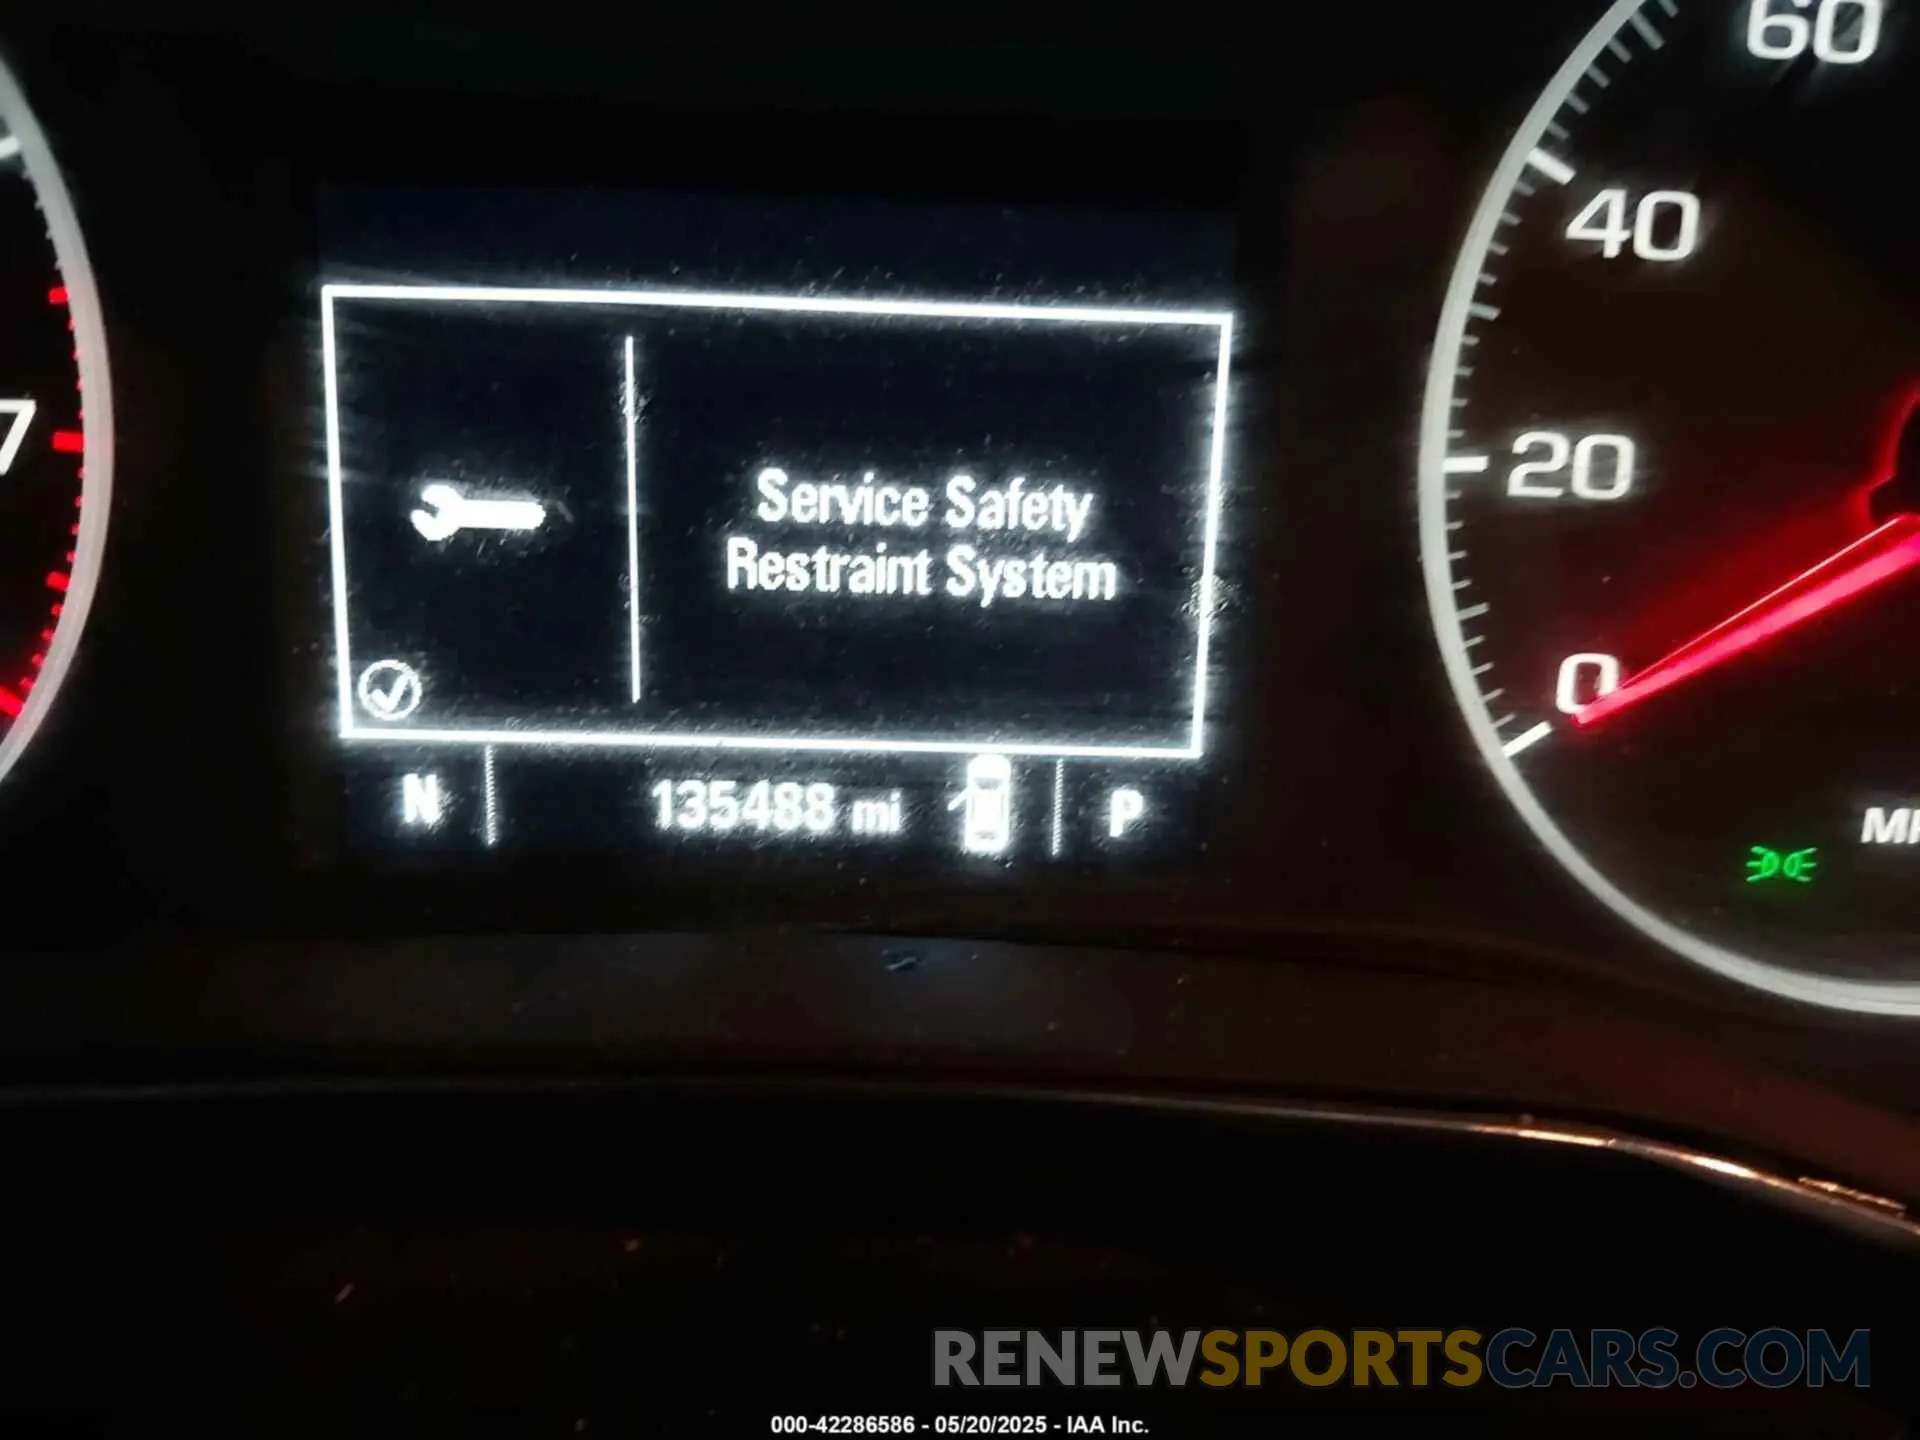 60
40
7
20
Service Safety
Restraint System
0
N
135488 mi
P
RENEWSPORTSCARS.COM
000-42286586 - 05/20/2025 - IAA Inc.